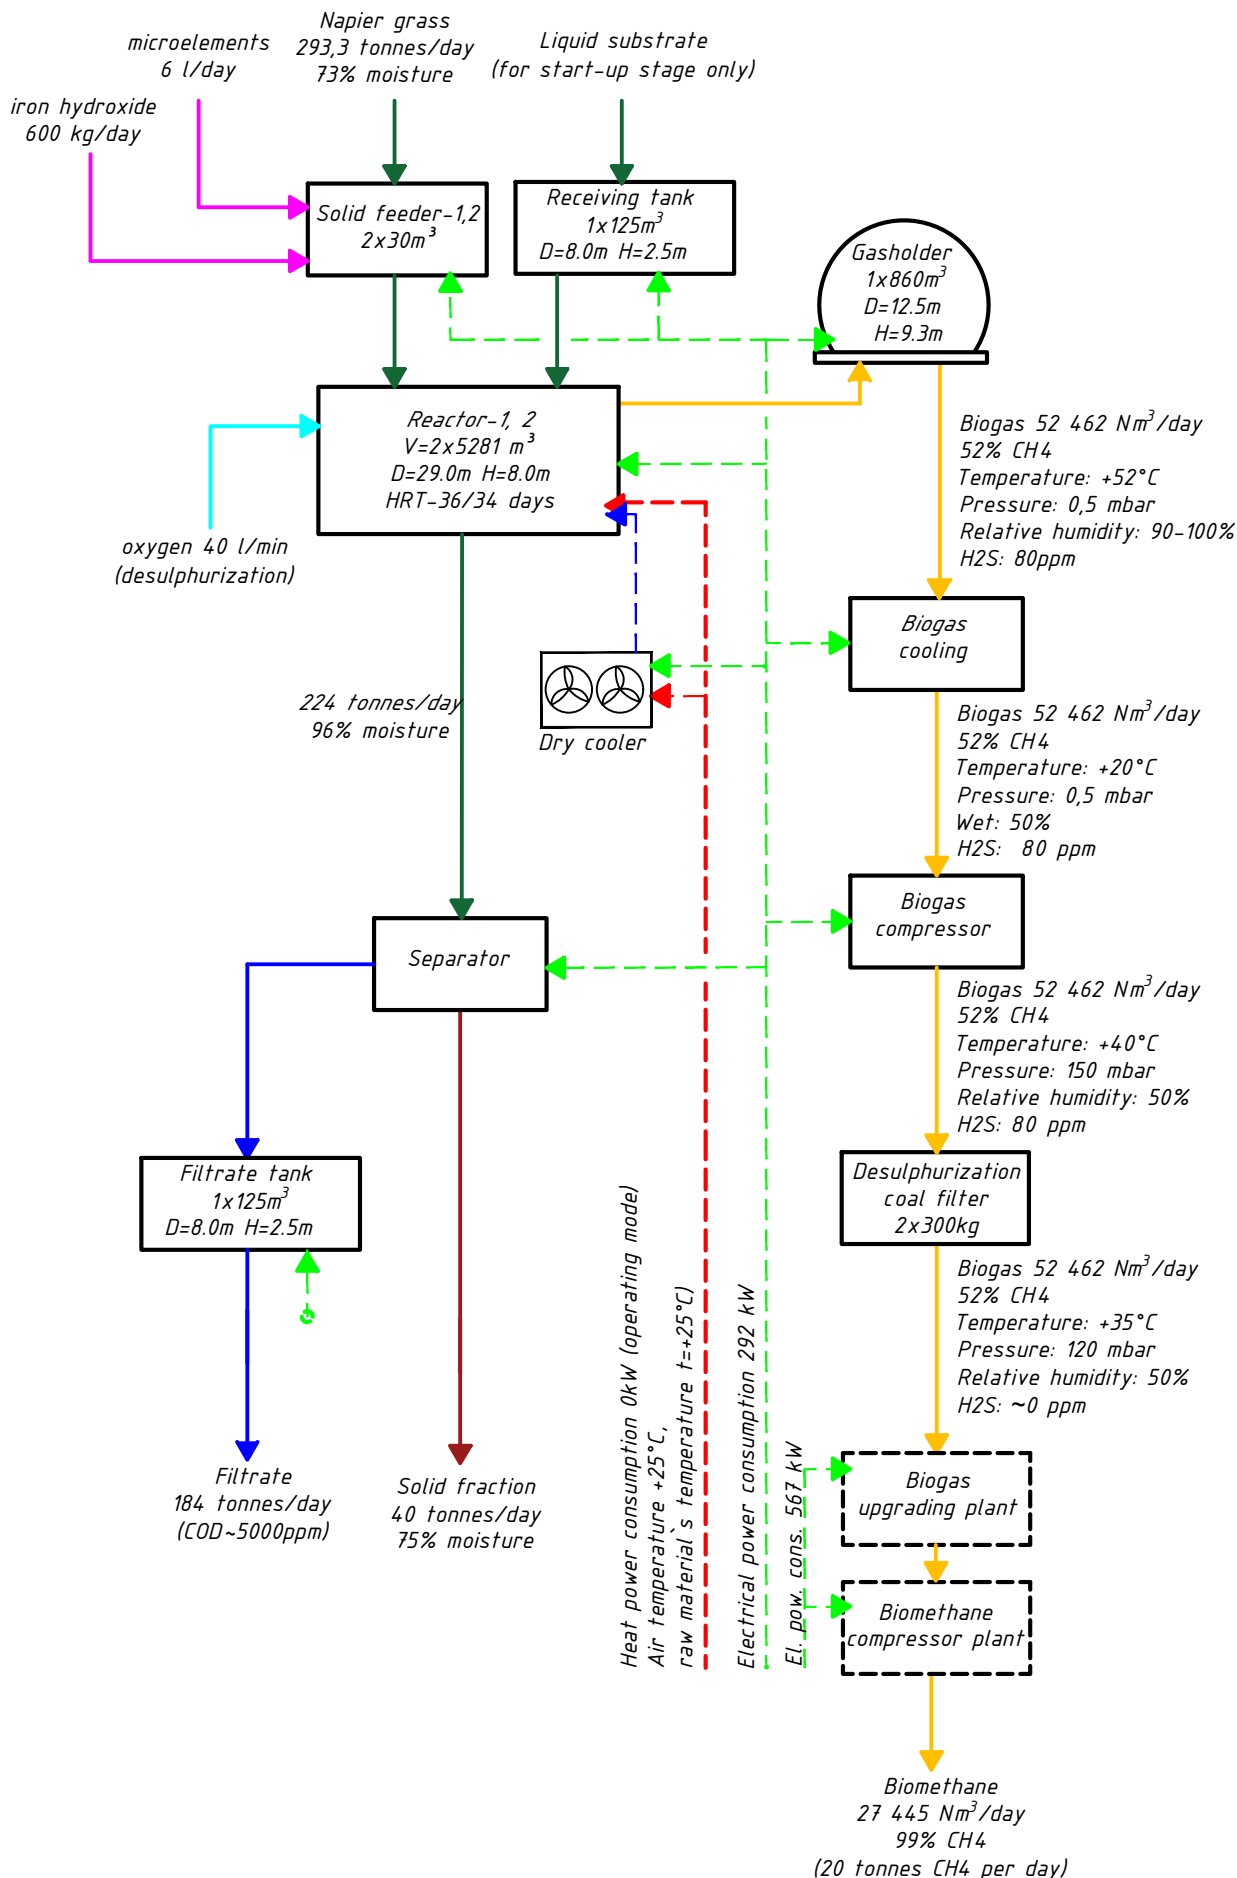 Napier grass
293,3 tonnes/day
73% moisture
microelements
6 l/day
Liquid substrate
(for start-up stage only)
iron hydroxide
600 kg/day
Solid feeder-1,2
2x30m³
Receiving tank
1x125m³
D=8.0m H=2.5m
Gasholder
1x860m³
D=12.5m
H=9.3m
Reactor-1, 2
V=2x5281 m³
D=29.0m H=8.0m
HRT-36/34 days
oxygen 40 l/min
(desulphurization)
Biogas 52 462 Nm³/day
52% CH4
Temperature: +52°C
Pressure: 0,5 mbar
Relative humidity: 90-100%
H2S: 80ppm
Biogas
cooling
224 tonnes/day
96% moisture
Dry cooler
Biogas 52 462 Nm³/day
52% CH4
Temperature: +20°C
Pressure: 0,5 mbar
Wet: 50%
H2S: 80 ppm
Biogas
compressor
Separator
Biogas 52 462 Nm³/day
52% CH4
Temperature: +40°C
Pressure: 150 mbar
Relative humidity: 50%
H2S: 80 ppm
Filtrate tank
1x125m³
D=8.0m H=2.5m
Desulphurization
coal filter
2x300kg
Biogas 52 462 Nm³/day
52% CH4
Temperature: +35°C
Pressure: 120 mbar
Relative humidity: 50%
H2S: ~0 ppm
Heat power consumption 0kW (operating mode)
Air temperature +25°C,
raw material`s temperature t=+25°C)
Electrical power consumption 292 kW
El. pow. cons. 567 kW
Filtrate
184 tonnes/day
(COD~5000ppm)
Solid fraction
40 tonnes/day
75% moisture
Biogas
upgrading plant
Biomethane
compressor plant
Biomethane
27 445 Nm³/day
99% CH4
(20 tonnes CH4 per day)